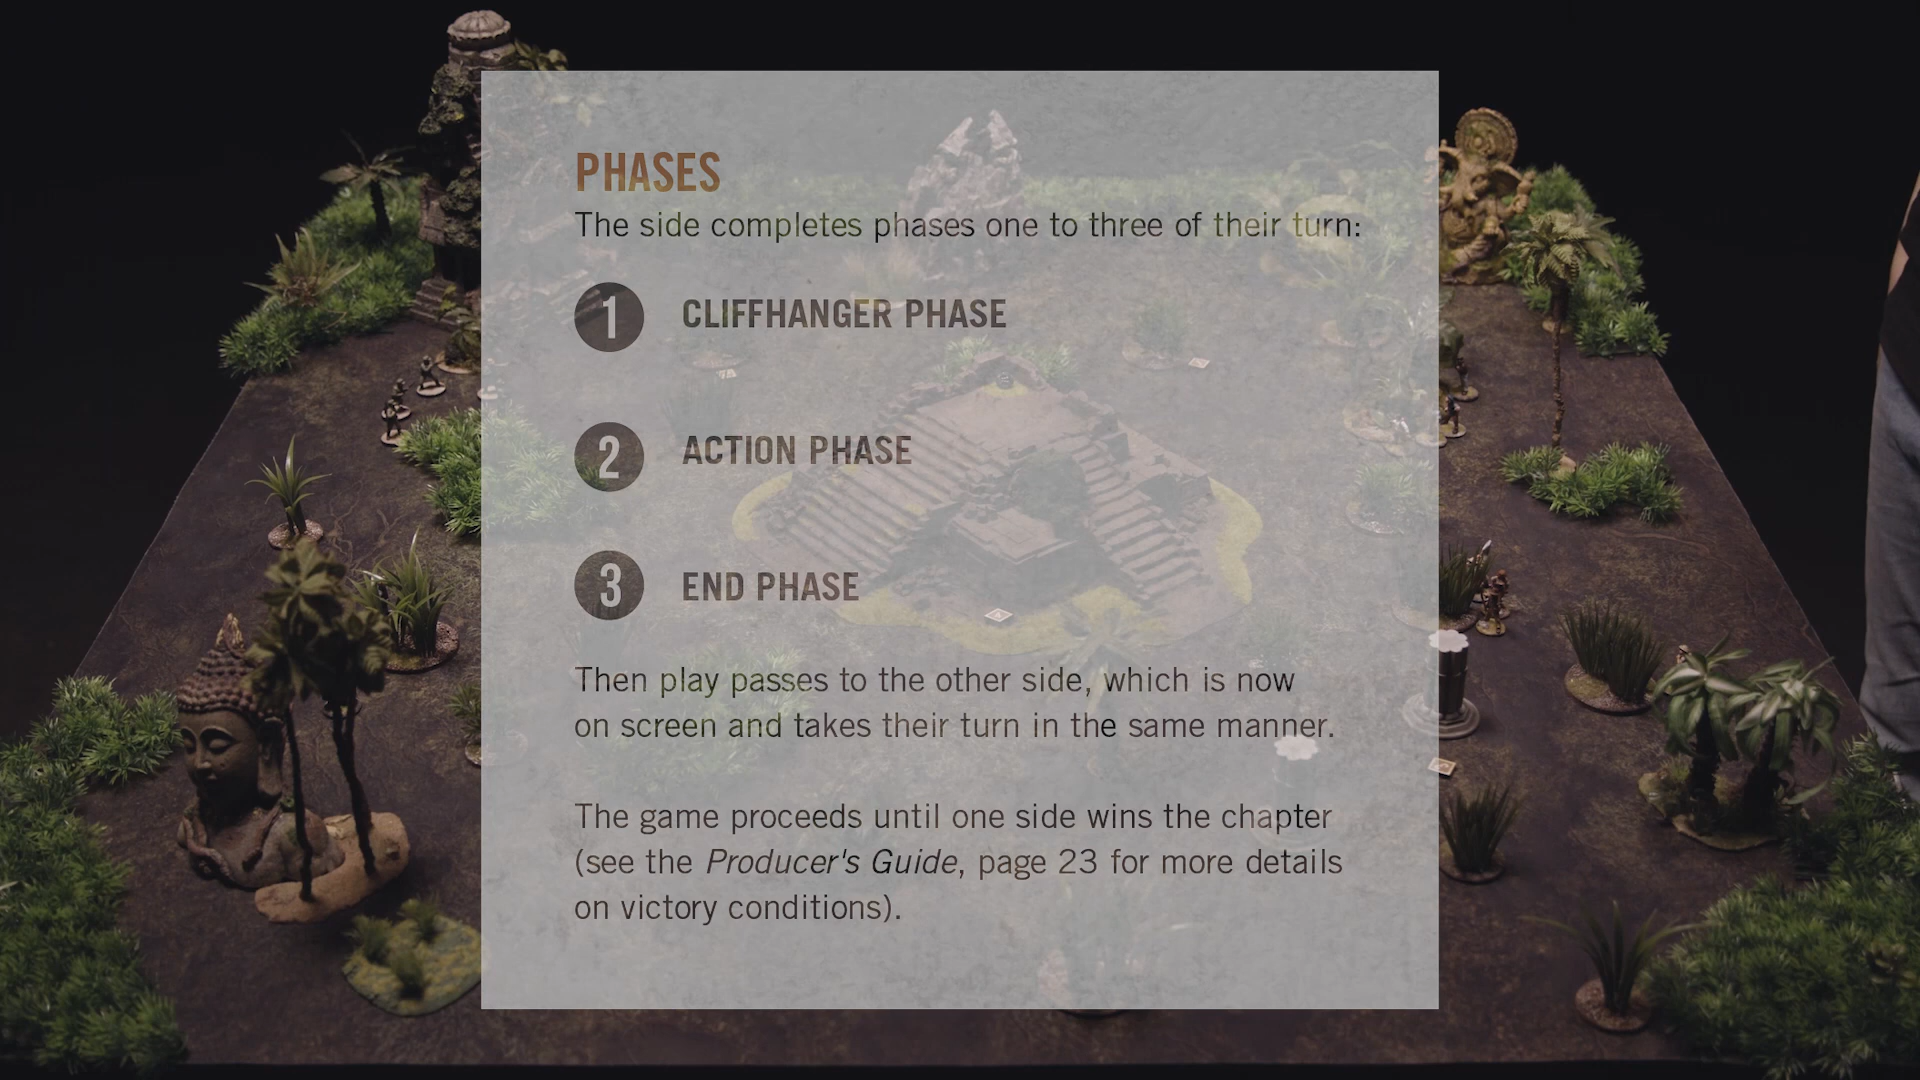 PHASES
The side completes phases one to three of their turn:
1 CLIFFHANGER PHASE
2 ACTION PHASE
3 END PHASE
Then play passes to the other side, which is now
on screen and takes their turn in the same manner.
The game proceeds until one side wins the chapter
(see the Producer's Guide, page 23 for more details
on victory conditions).